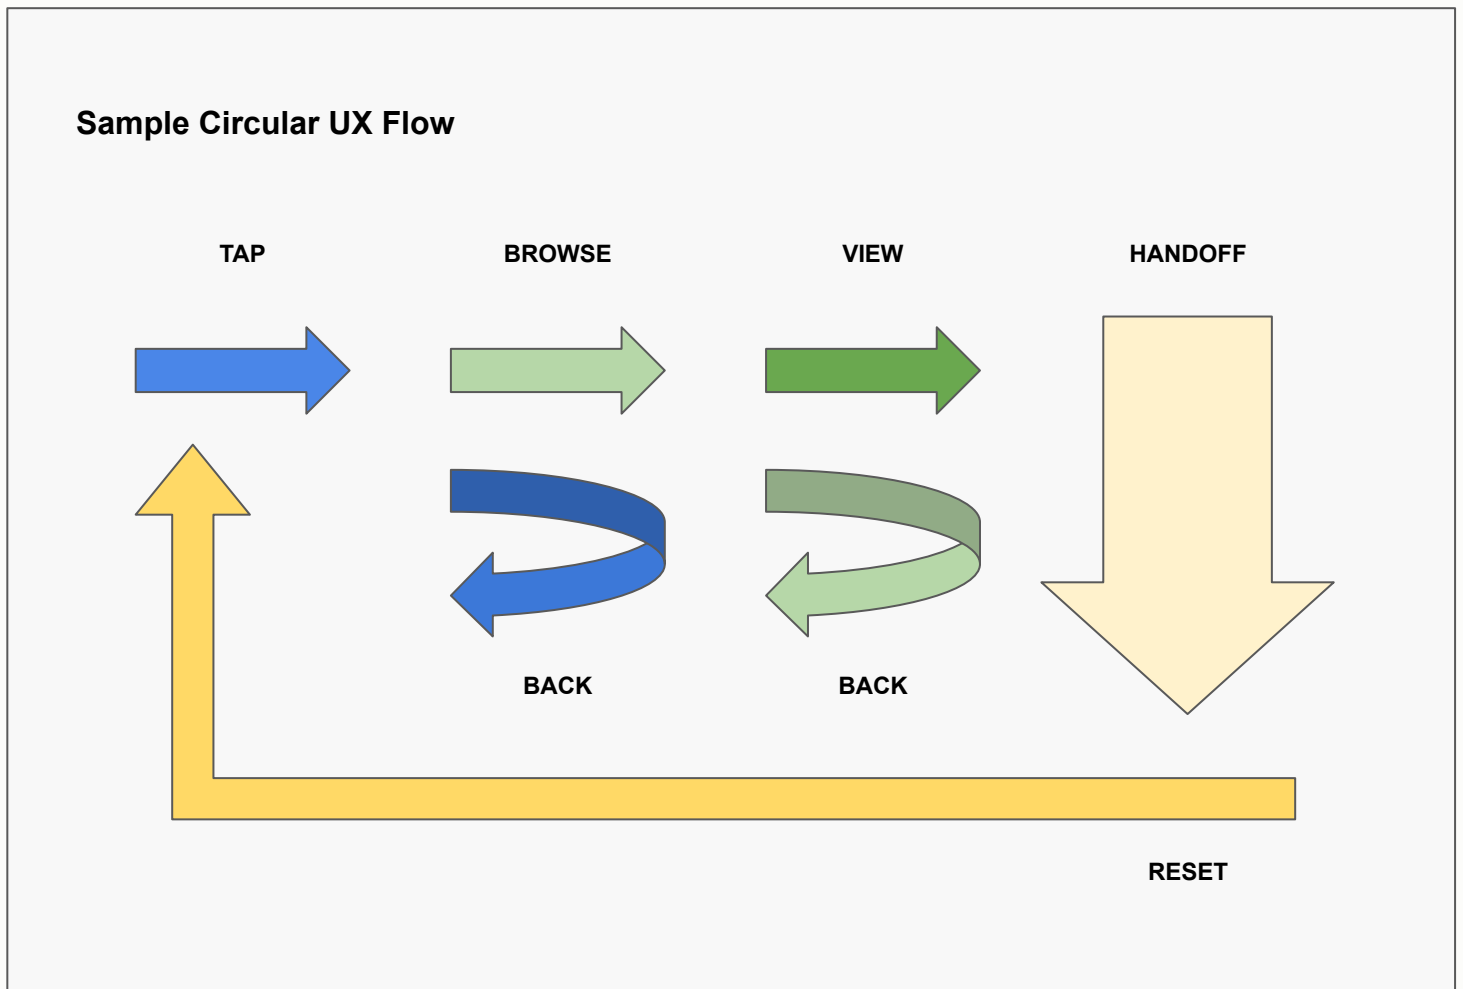 Sample Circular UX Flow
TAP
BROWSE
VIEW
HANDOFF
BACK
BACK
RESET